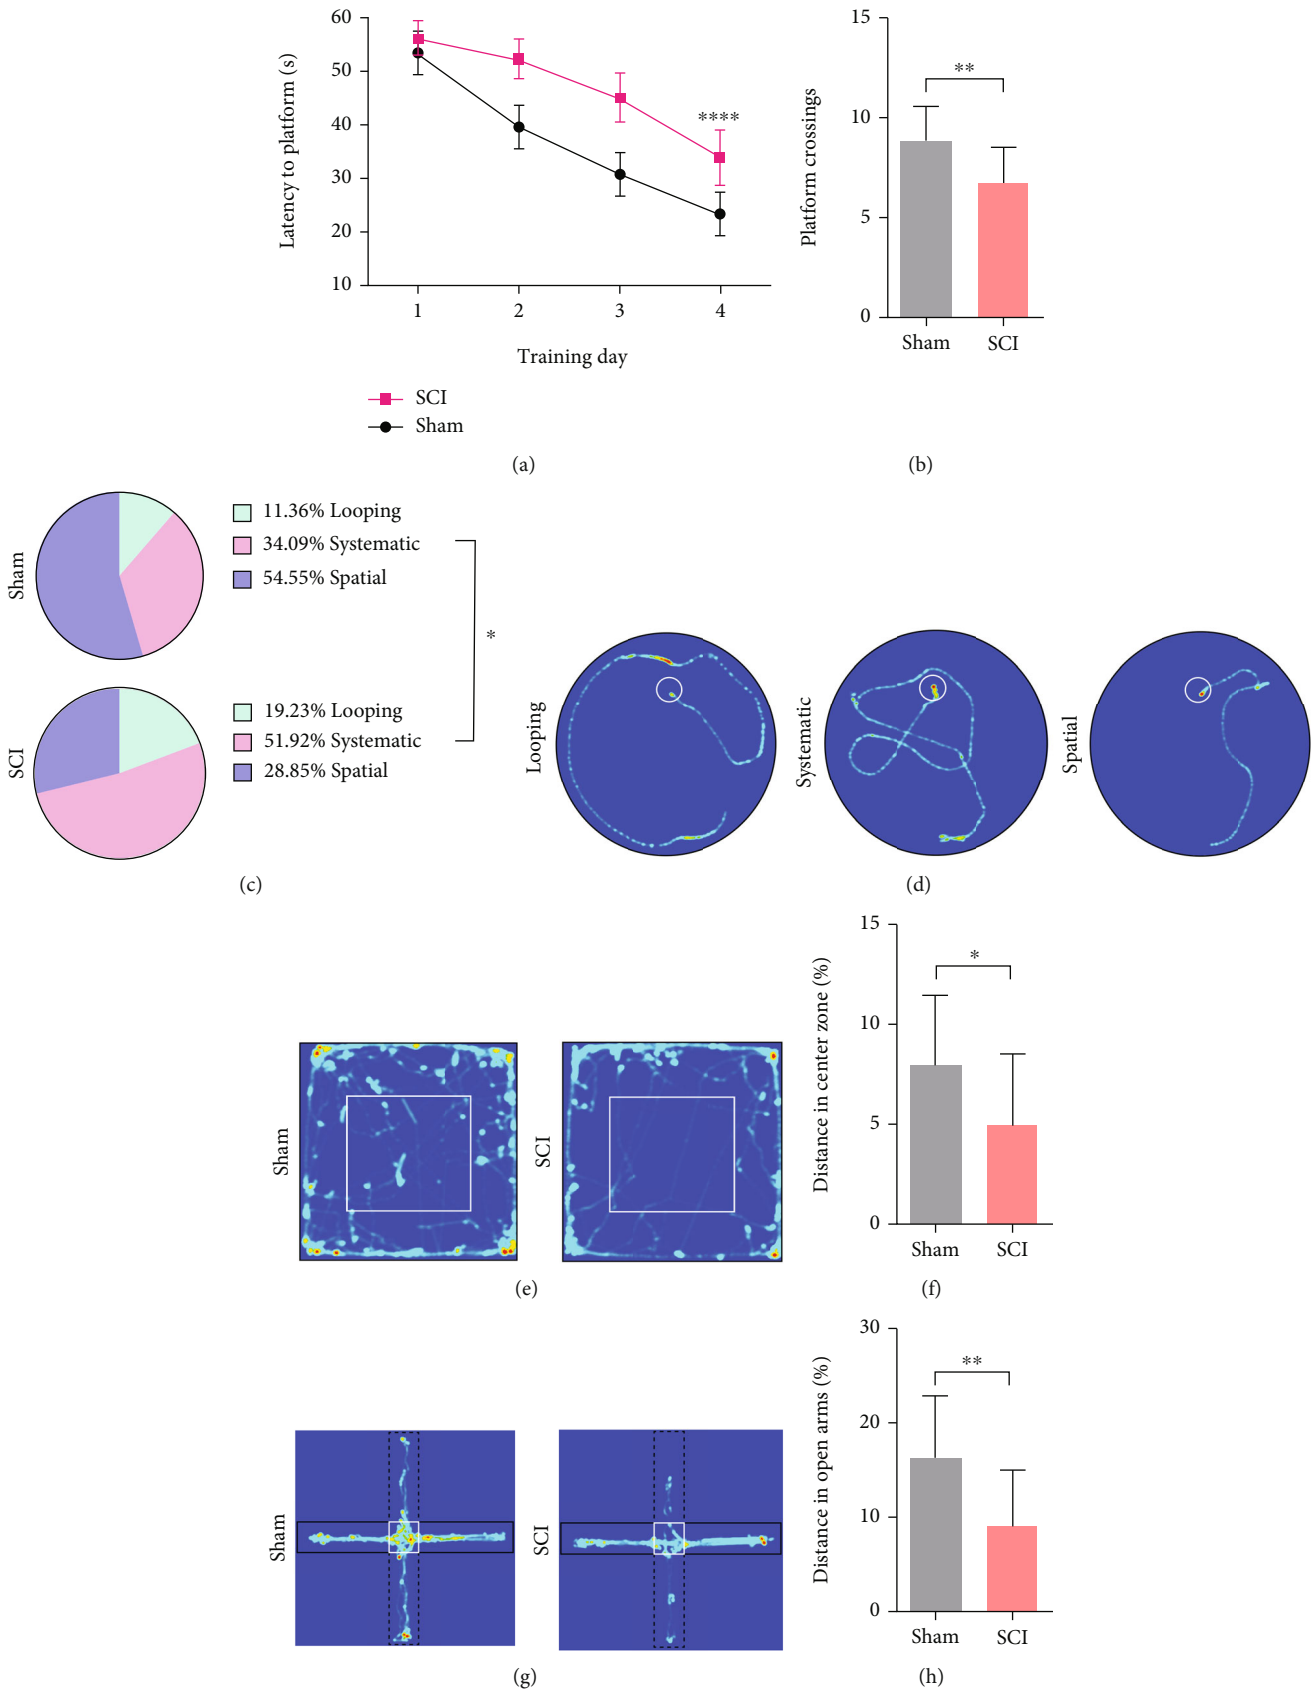 60
50
40
30
20
10
Latency to platform (s)
****
1 2 3 4
Training day
SCI
Sham
(a)
15
10
5
0
Platform crossings
**
Sham SCI
(b)
Sham
11.36% Looping
34.09% Systematic
54.55% Spatial
*
SCI
19.23% Looping
51.92% Systematic
28.85% Spatial
(c)
Looping
Systematic
Spatial
(d)
Sham
SCI
(e)
15
10
5
0
Distance in center zone (%)
*
Sham SCI
(f)
Sham
SCI
(g)
30
20
10
0
Distance in open arms (%)
**
Sham SCI
(h)